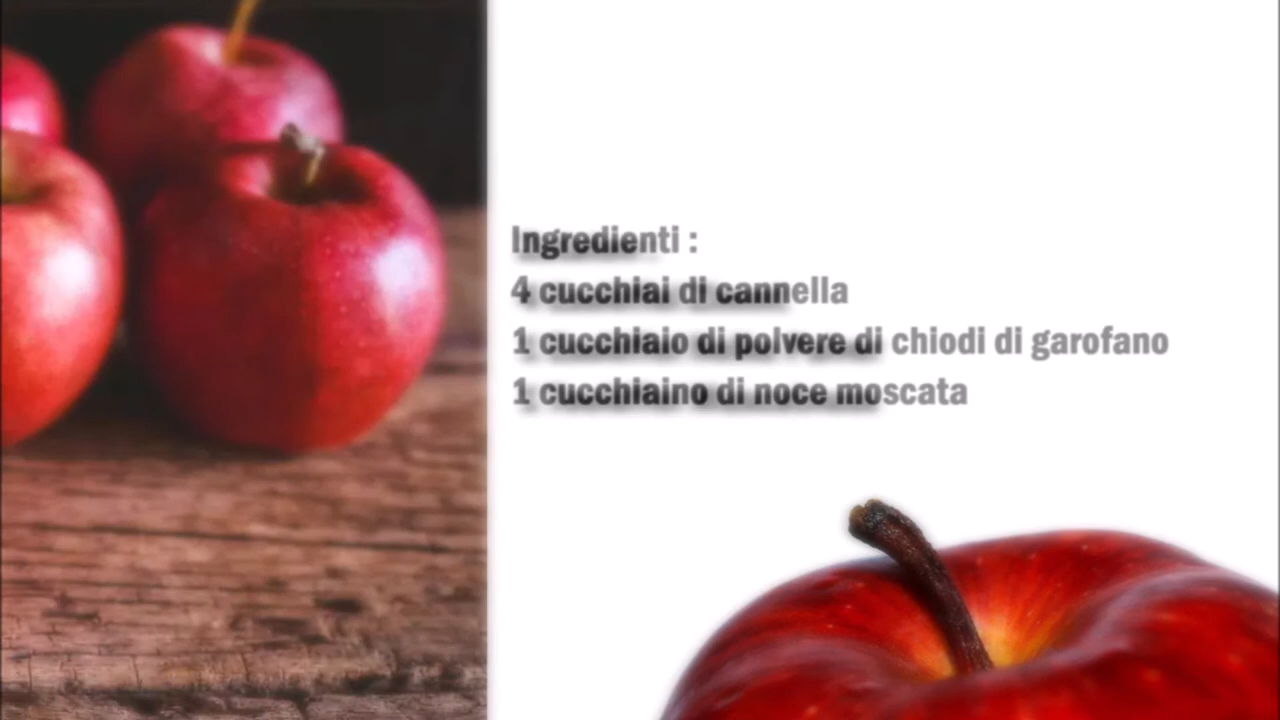 Ingredienti :
4 cucchiai di cannella
1 cucchiaio di polvere di chiodi di garofano
1 cucchiaino di noce moscata